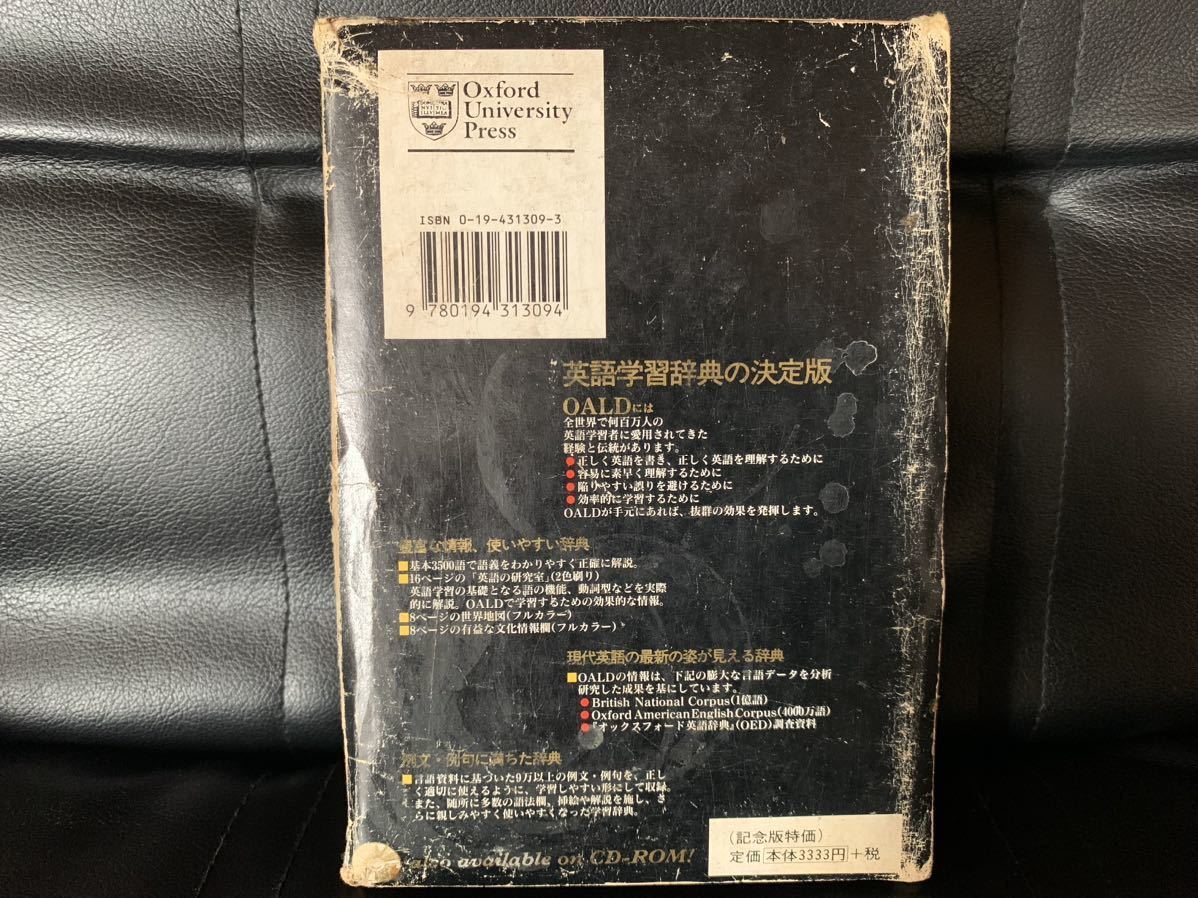 Oxford
University
Press
ISBN 0-19-431309-3
9 780194 313094
英語学習辞典の決定版
OALDには
全世界で何百万人の
英語学習者に愛用されてきた
経験と伝統があります。
●正しく英語を書き、正しく英語を理解するために
●容易に素早く理解するために
●陥りやすい誤りを避けるために
●効率的に学習するために
OALDが手元にあれば、抜群の効果を発揮します。
豊富な情報、使いやすい辞典
■基本3500語で語義をわかりやすく正確に解説。
■16ページの「英語の研究室」(2色刷り)
英語学習の基礎となる語の機能、動詞型などを実際
的に解説。OALDで学習するための効果的な情報。
■8ページの世界地図(フルカラー)
■8ページの有益な文化情報欄(フルカラー)
現代英語の最新の姿が見える辞典
■OALDの情報は、下記の膨大な言語データを分析
研究した成果を基にしています。
●British National Corpus(1億語)
●Oxford American English Corpus(4000万語)
●『オックスフォード英語辞典』(OED)調査資料
例文・例句に満ちた辞典
■言語資料に基づいた9万以上の例文・例句を、正し
く適切に使えるように、学習しやすい形にして収録。
また、随所に多数の語法欄、挿絵や解説を施し、さ
らに親しみやすく使いやすくなった学習辞典。
also available on CD-ROM!
(記念版特価)
定価 本体3333円+税